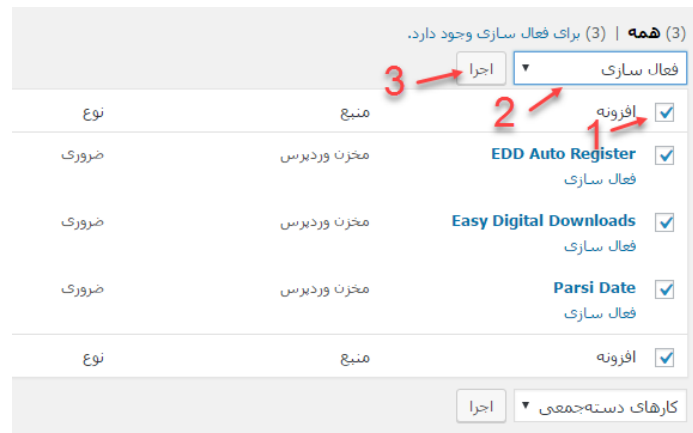 همه (3) | برای فعال سازی وجود دارد. (3)
فعال سازی ▼ اجرا
3
2
1
افزونه منبع نوع
EDD Auto Register مخزن وردپرس ضروری
فعال سازی
Easy Digital Downloads مخزن وردپرس ضروری
فعال سازی
Parsi Date مخزن وردپرس ضروری
فعال سازی
افزونه منبع نوع
کارهای دسته‌جمعی ▼ اجرا